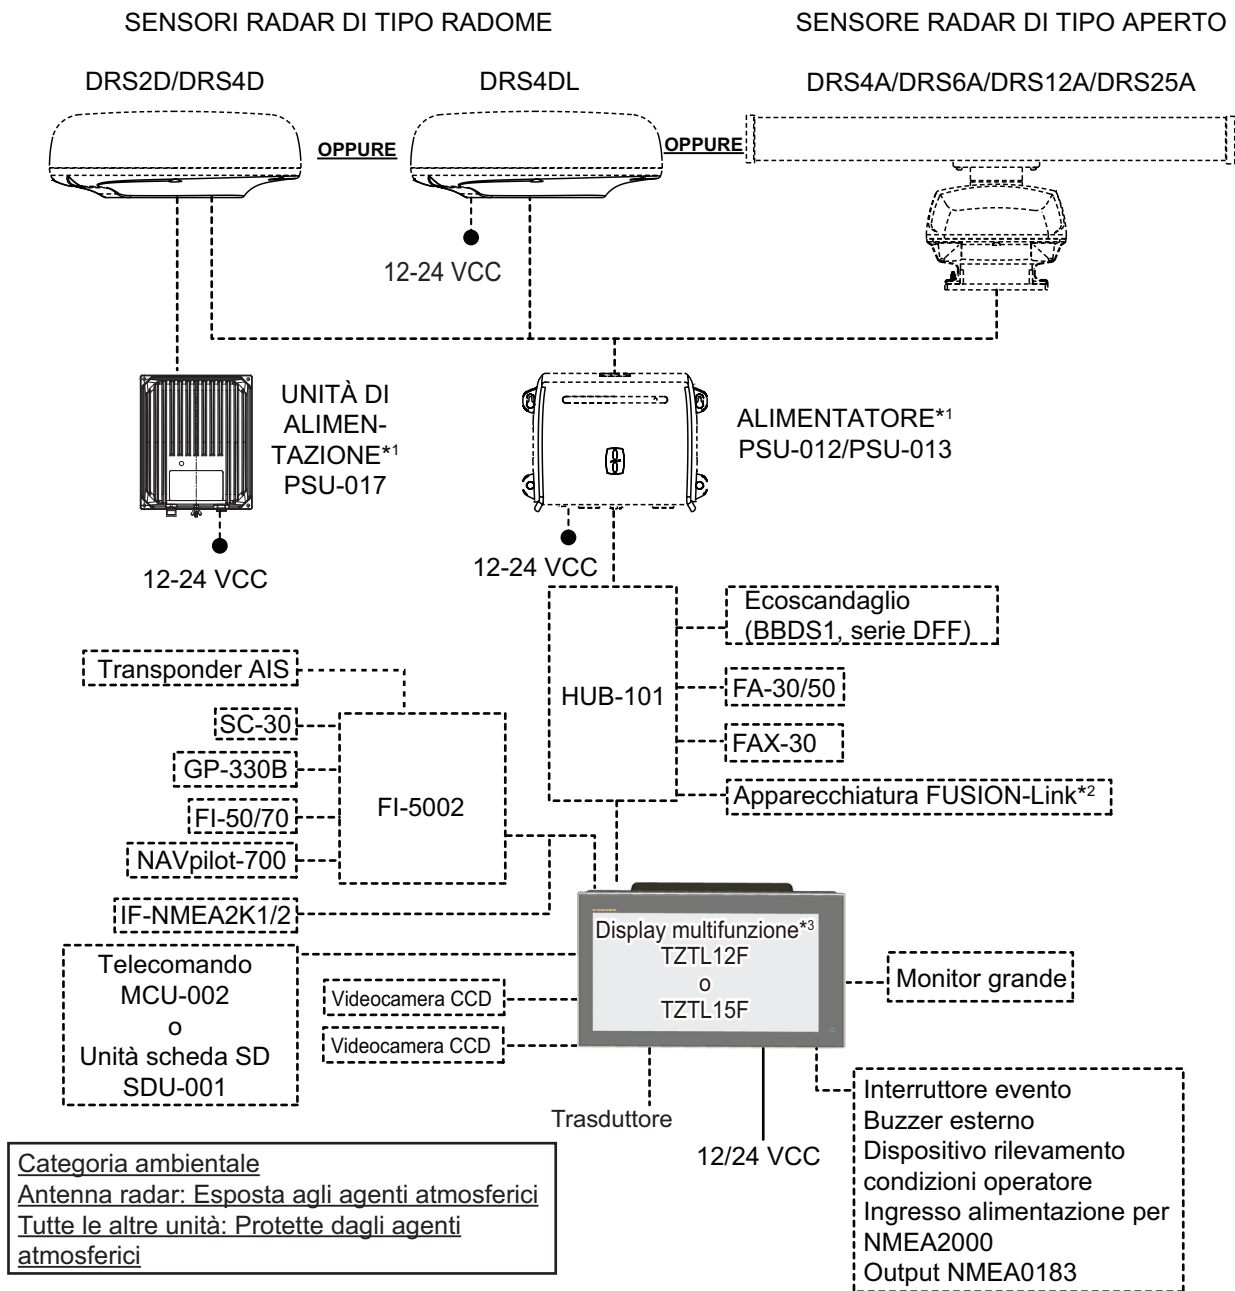 SENSORI RADAR DI TIPO RADOME
SENSORE RADAR DI TIPO APERTO
DRS2D/DRS4D
DRS4DL
DRS4A/DRS6A/DRS12A/DRS25A
OPPURE
OPPURE
12-24 VCC
UNITÀ DI
ALIMEN-
TAZIONE*1
PSU-017
ALIMENTATORE*1
PSU-012/PSU-013
12-24 VCC
12-24 VCC
Ecoscandaglio
(BBDS1, serie DFF)
Transponder AIS
HUB-101
FA-30/50
SC-30
FAX-30
GP-330B
FI-5002
Apparecchiatura FUSION-Link*2
FI-50/70
NAVpilot-700
IF-NMEA2K1/2
FURUNO
Display multifunzione*3
TZTL12F
o
TZTL15F
Telecomando
MCU-002
o
Unità scheda SD
SDU-001
Videocamera CCD
Videocamera CCD
Monitor grande
Trasduttore
12/24 VCC
Interruttore evento
Buzzer esterno
Dispositivo rilevamento
condizioni operatore
Ingresso alimentazione per
NMEA2000
Output NMEA0183
Categoria ambientale
Antenna radar: Esposta agli agenti atmosferici
Tutte le altre unità: Protette dagli agenti
atmosferici